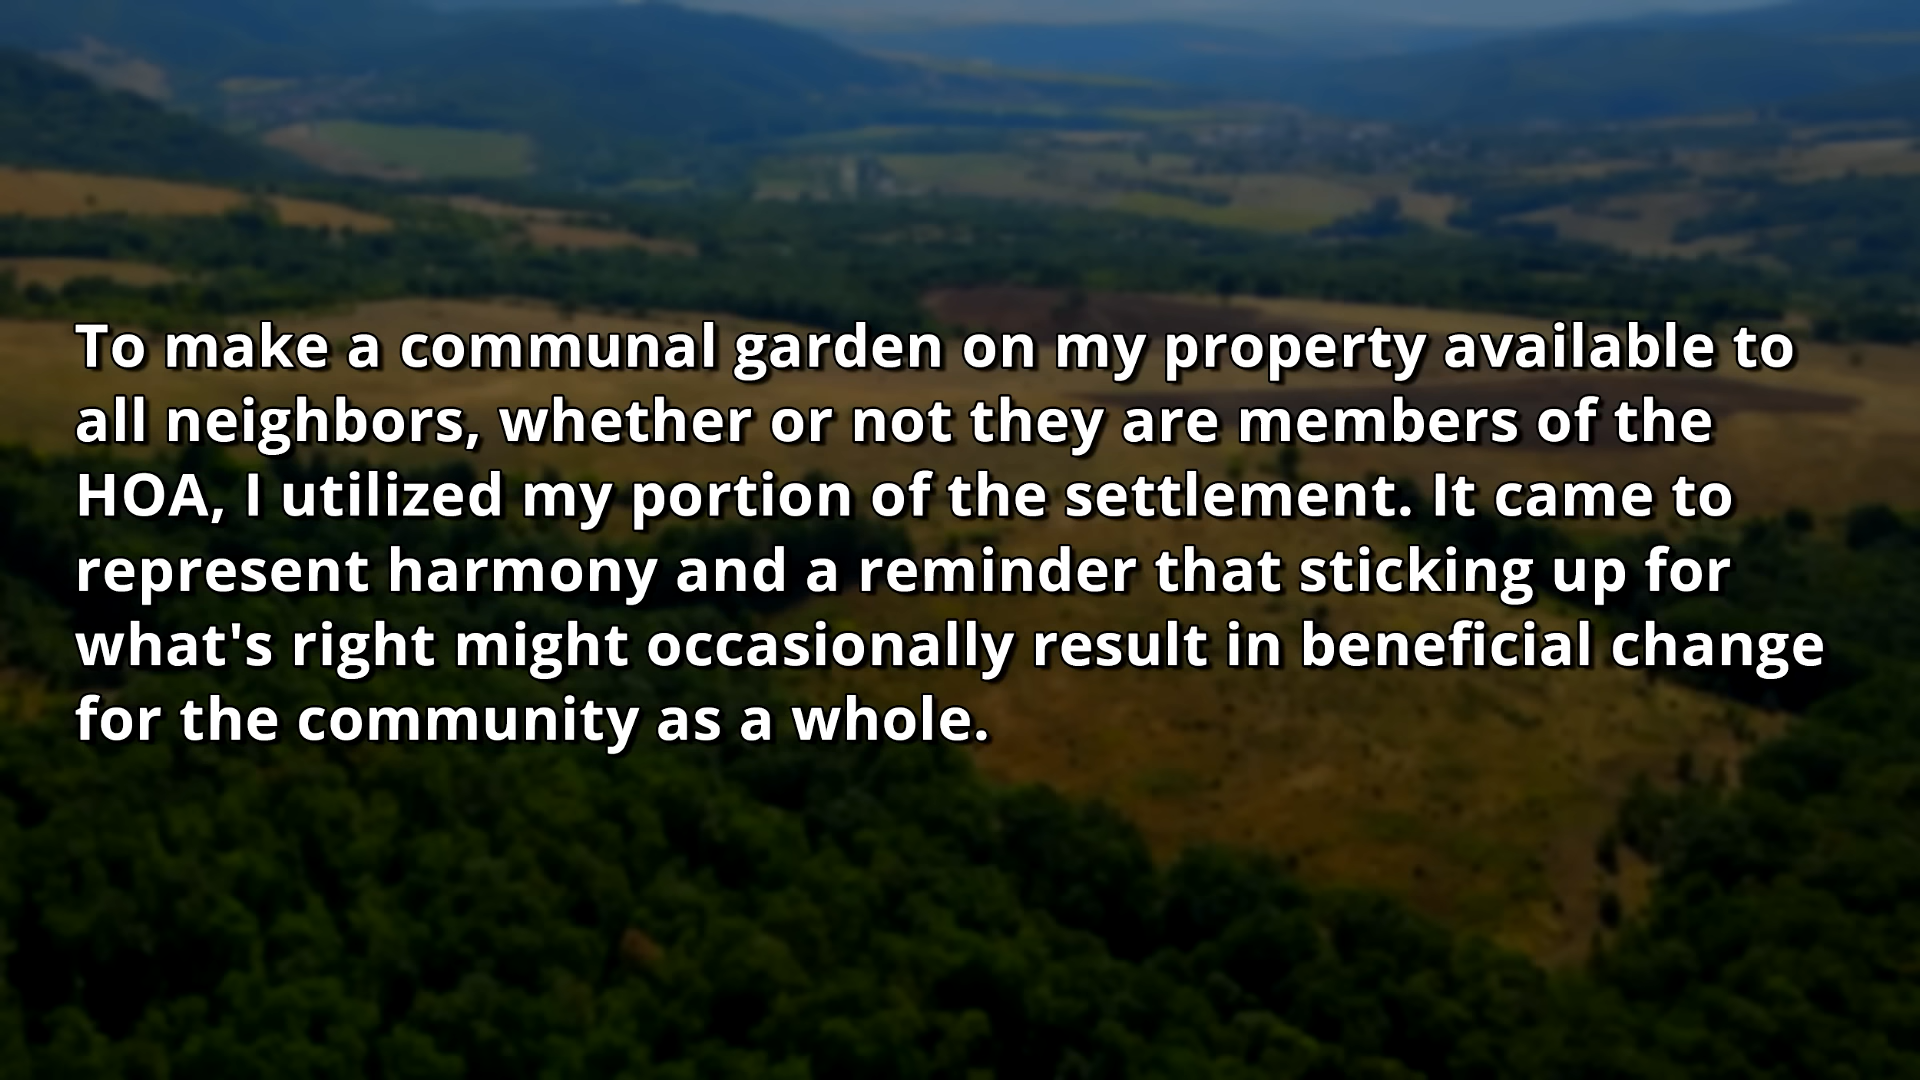 To make a communal garden on my property available to
all neighbors, whether or not they are members of the
HOA, I utilized my portion of the settlement. It came to
represent harmony and a reminder that sticking up for
what's right might occasionally result in beneficial change
for the community as a whole.